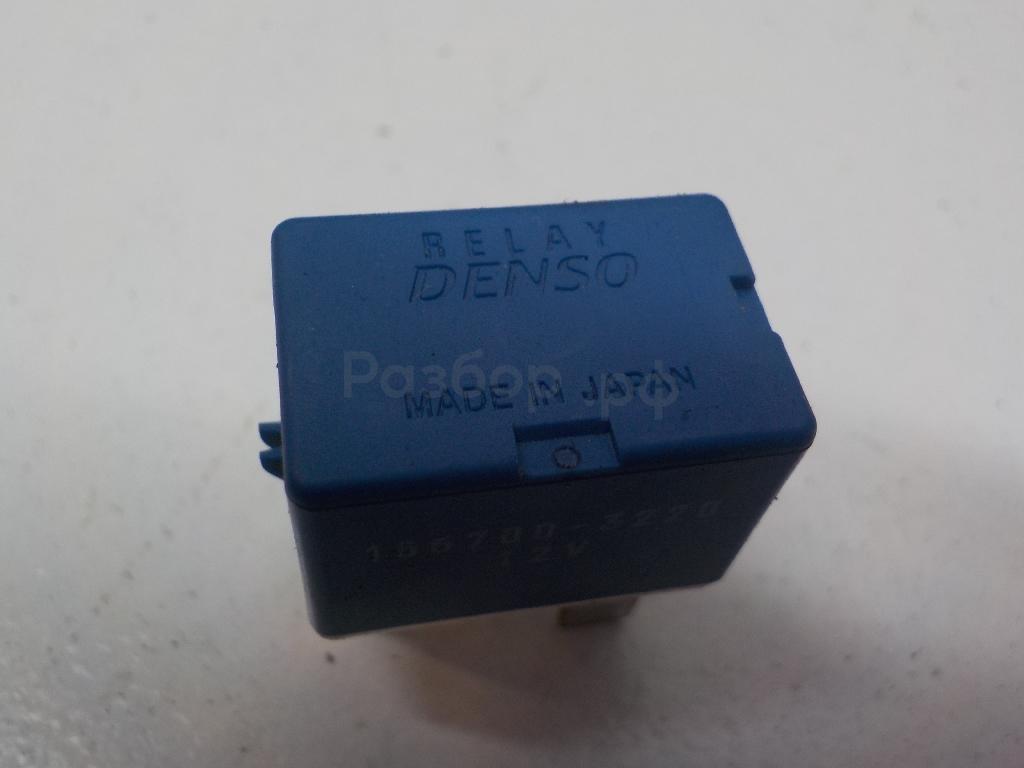 RELAY
DENSO
Разбор.рф
MADE IN JAPAN
156700-3220
12V